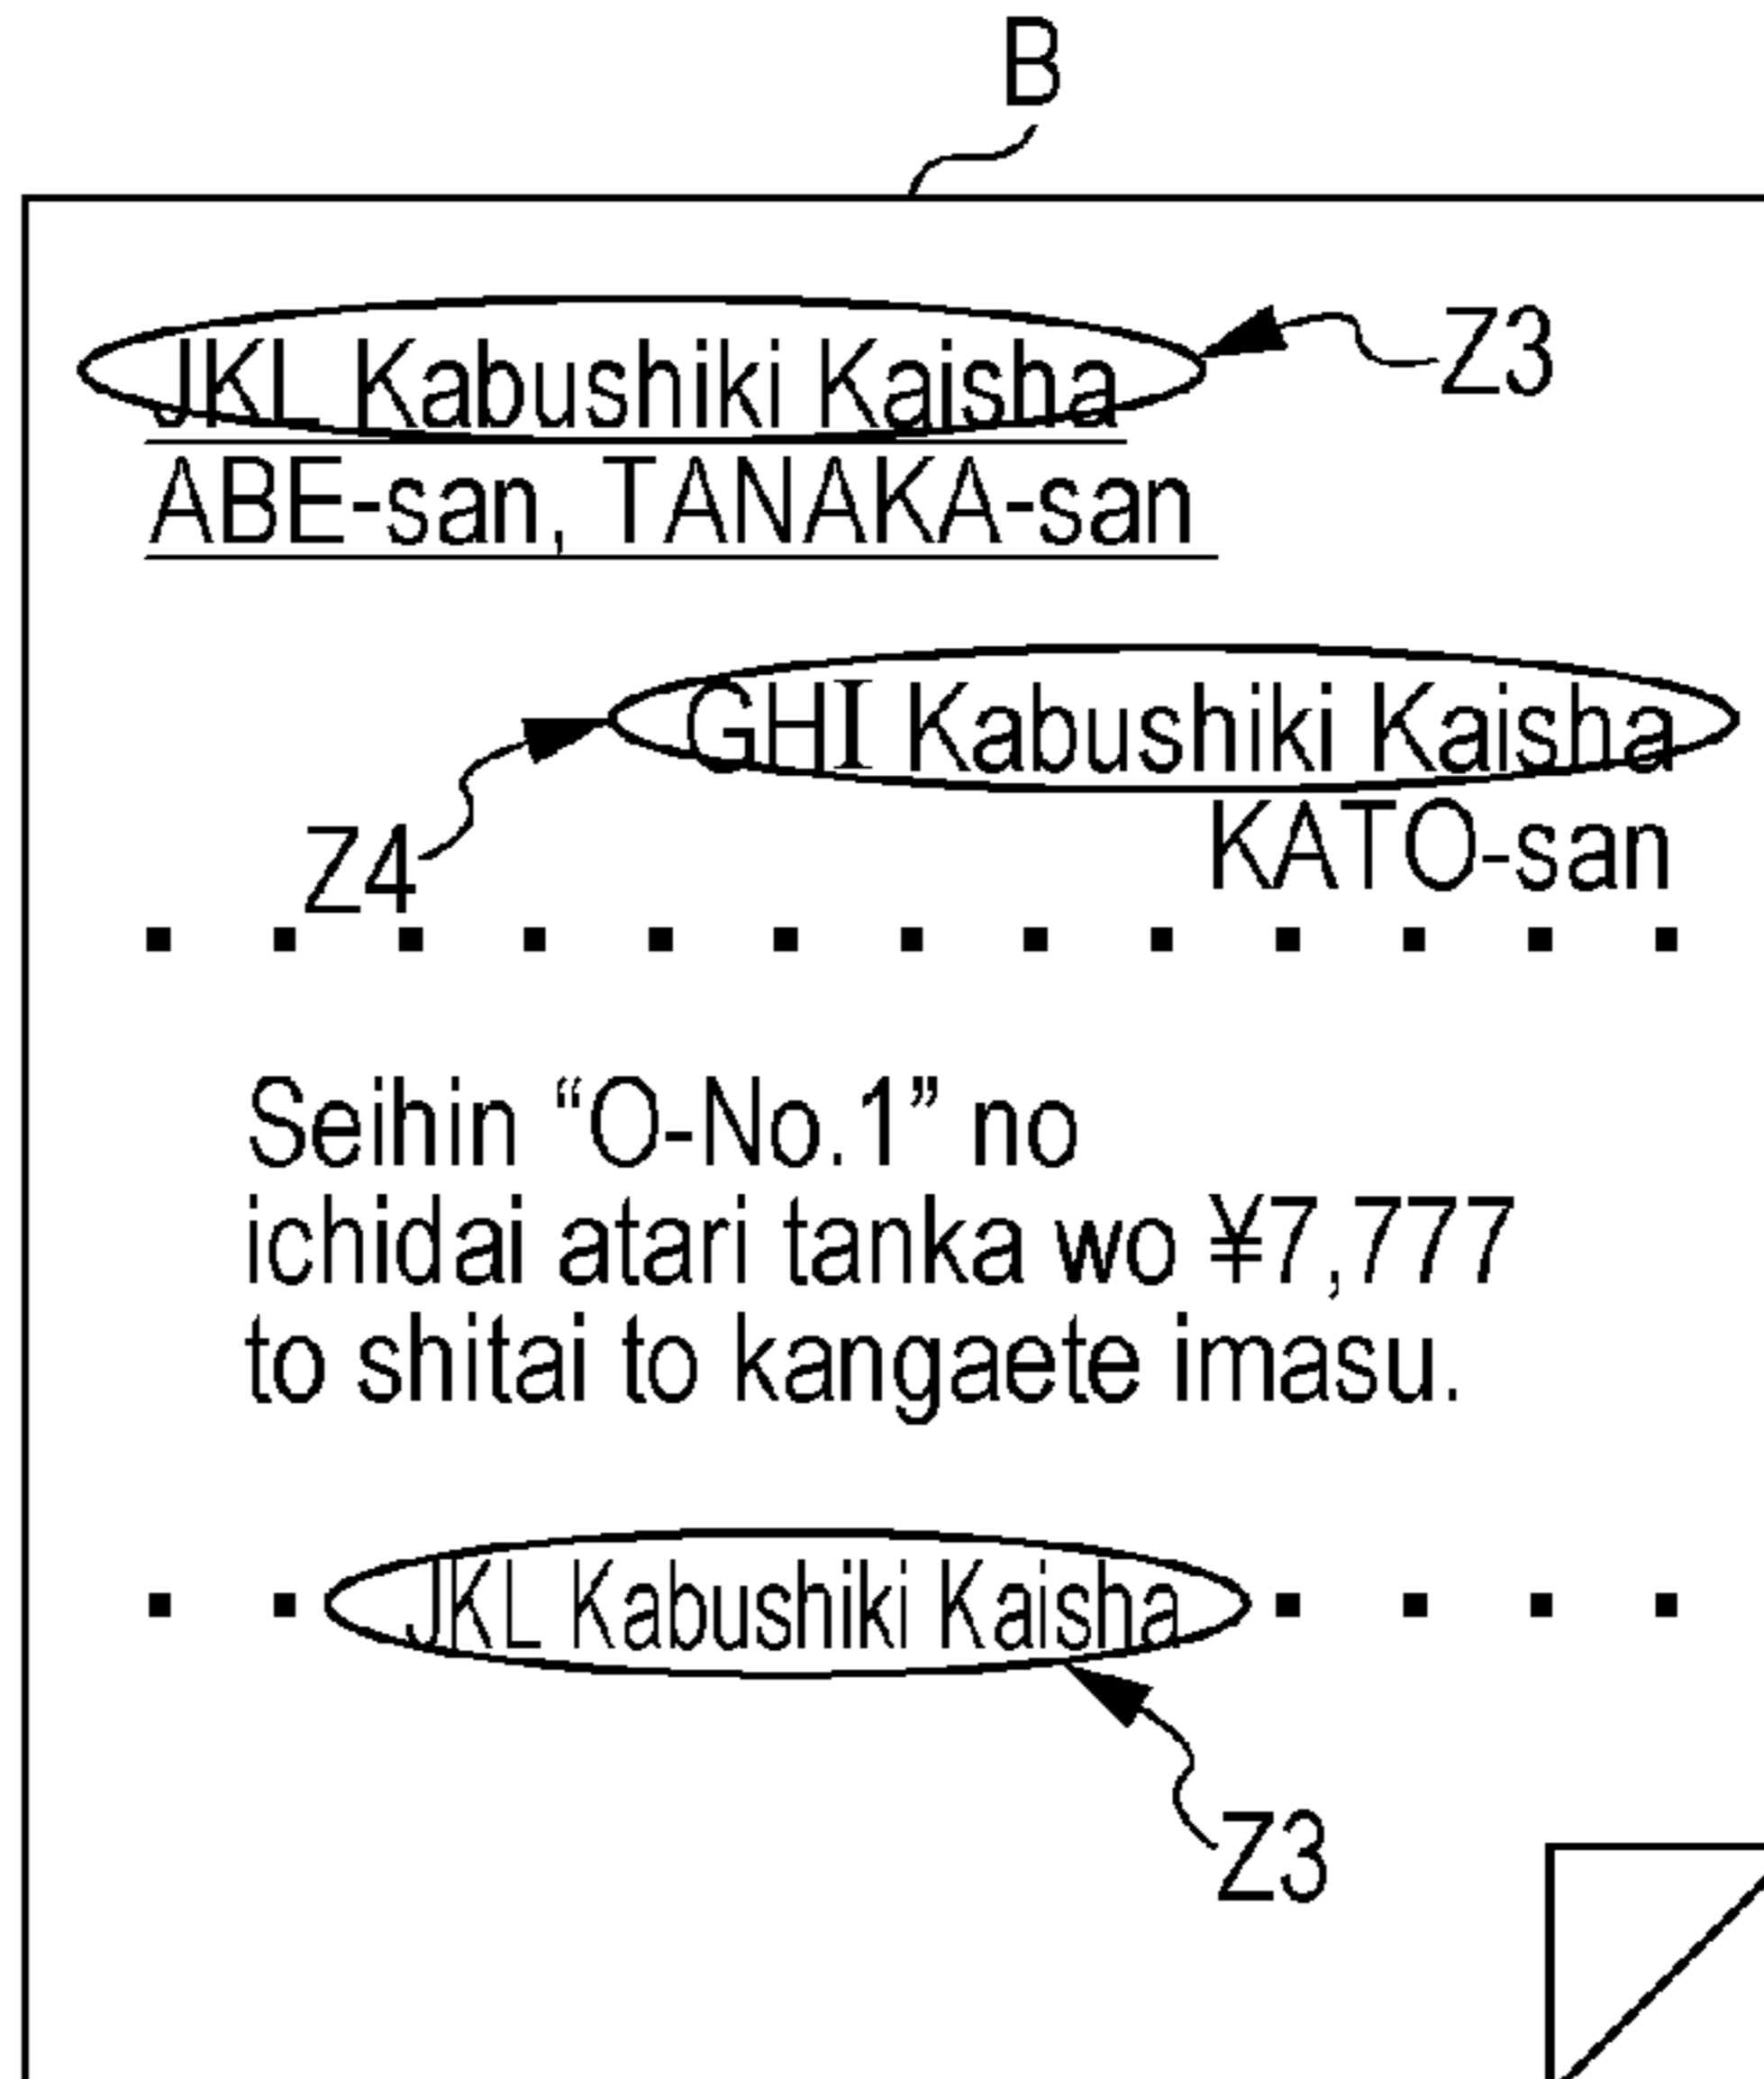 B
JKL Kabushiki Kaisha
Z3
ABE-san, TANAKA-san
GHI Kabushiki Kaisha
Z4
KATO-san
. . . . . . . . . . . . .
Seihin “O-No.1” no
ichidai atari tanka wo ¥7,777
to shitai to kangaete imasu.
. . JKL Kabushiki Kaisha . . . .
Z3